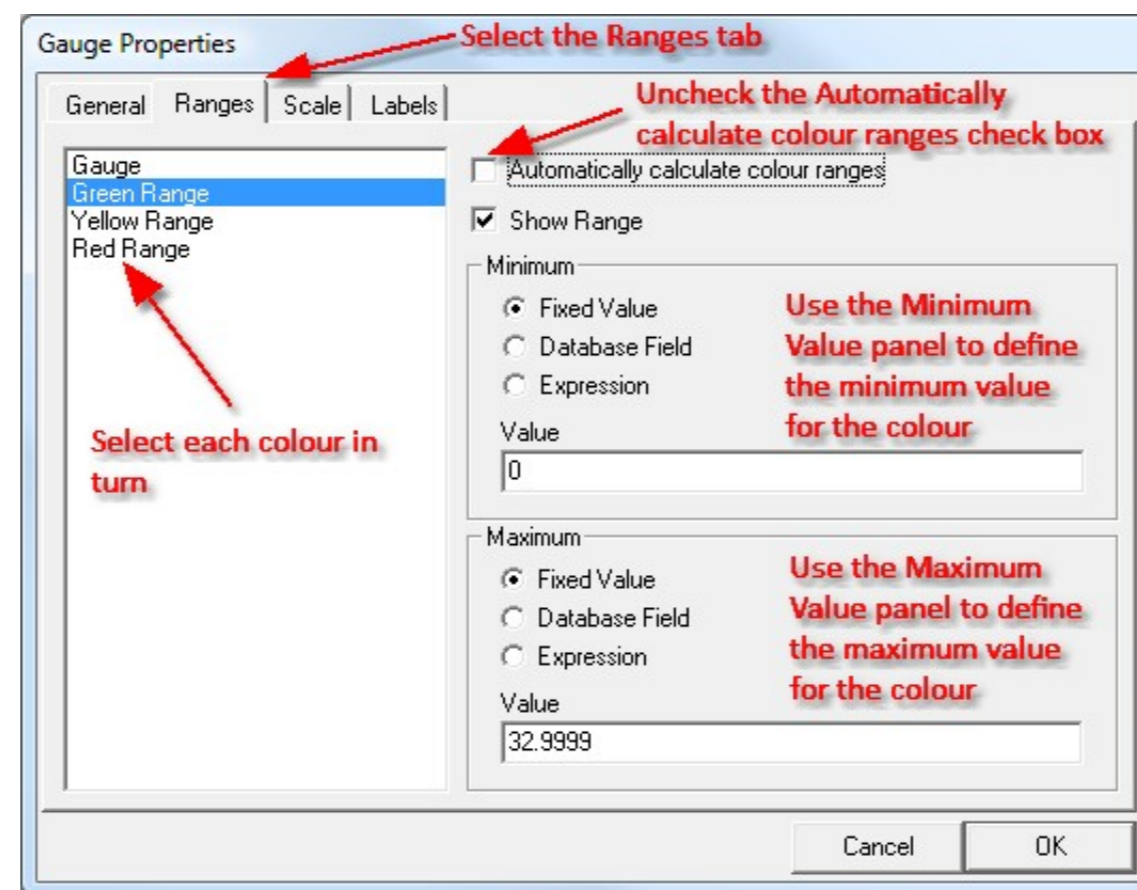 Gauge Properties
Select the Ranges tab
General Ranges Scale Labels
Uncheck the Automatically
calculate colour ranges check box
Gauge
Green Range
Yellow Range
Red Range
Select each colour in
turn
Automatically calculate colour ranges
Show Range
Minimum
Fixed Value
Database Field
Expression
Use the Minimum
Value panel to define
the minimum value
for the colour
Value
0
Maximum
Fixed Value
Database Field
Expression
Use the Maximum
Value panel to define
the maximum value
for the colour
Value
32.9999
Cancel OK